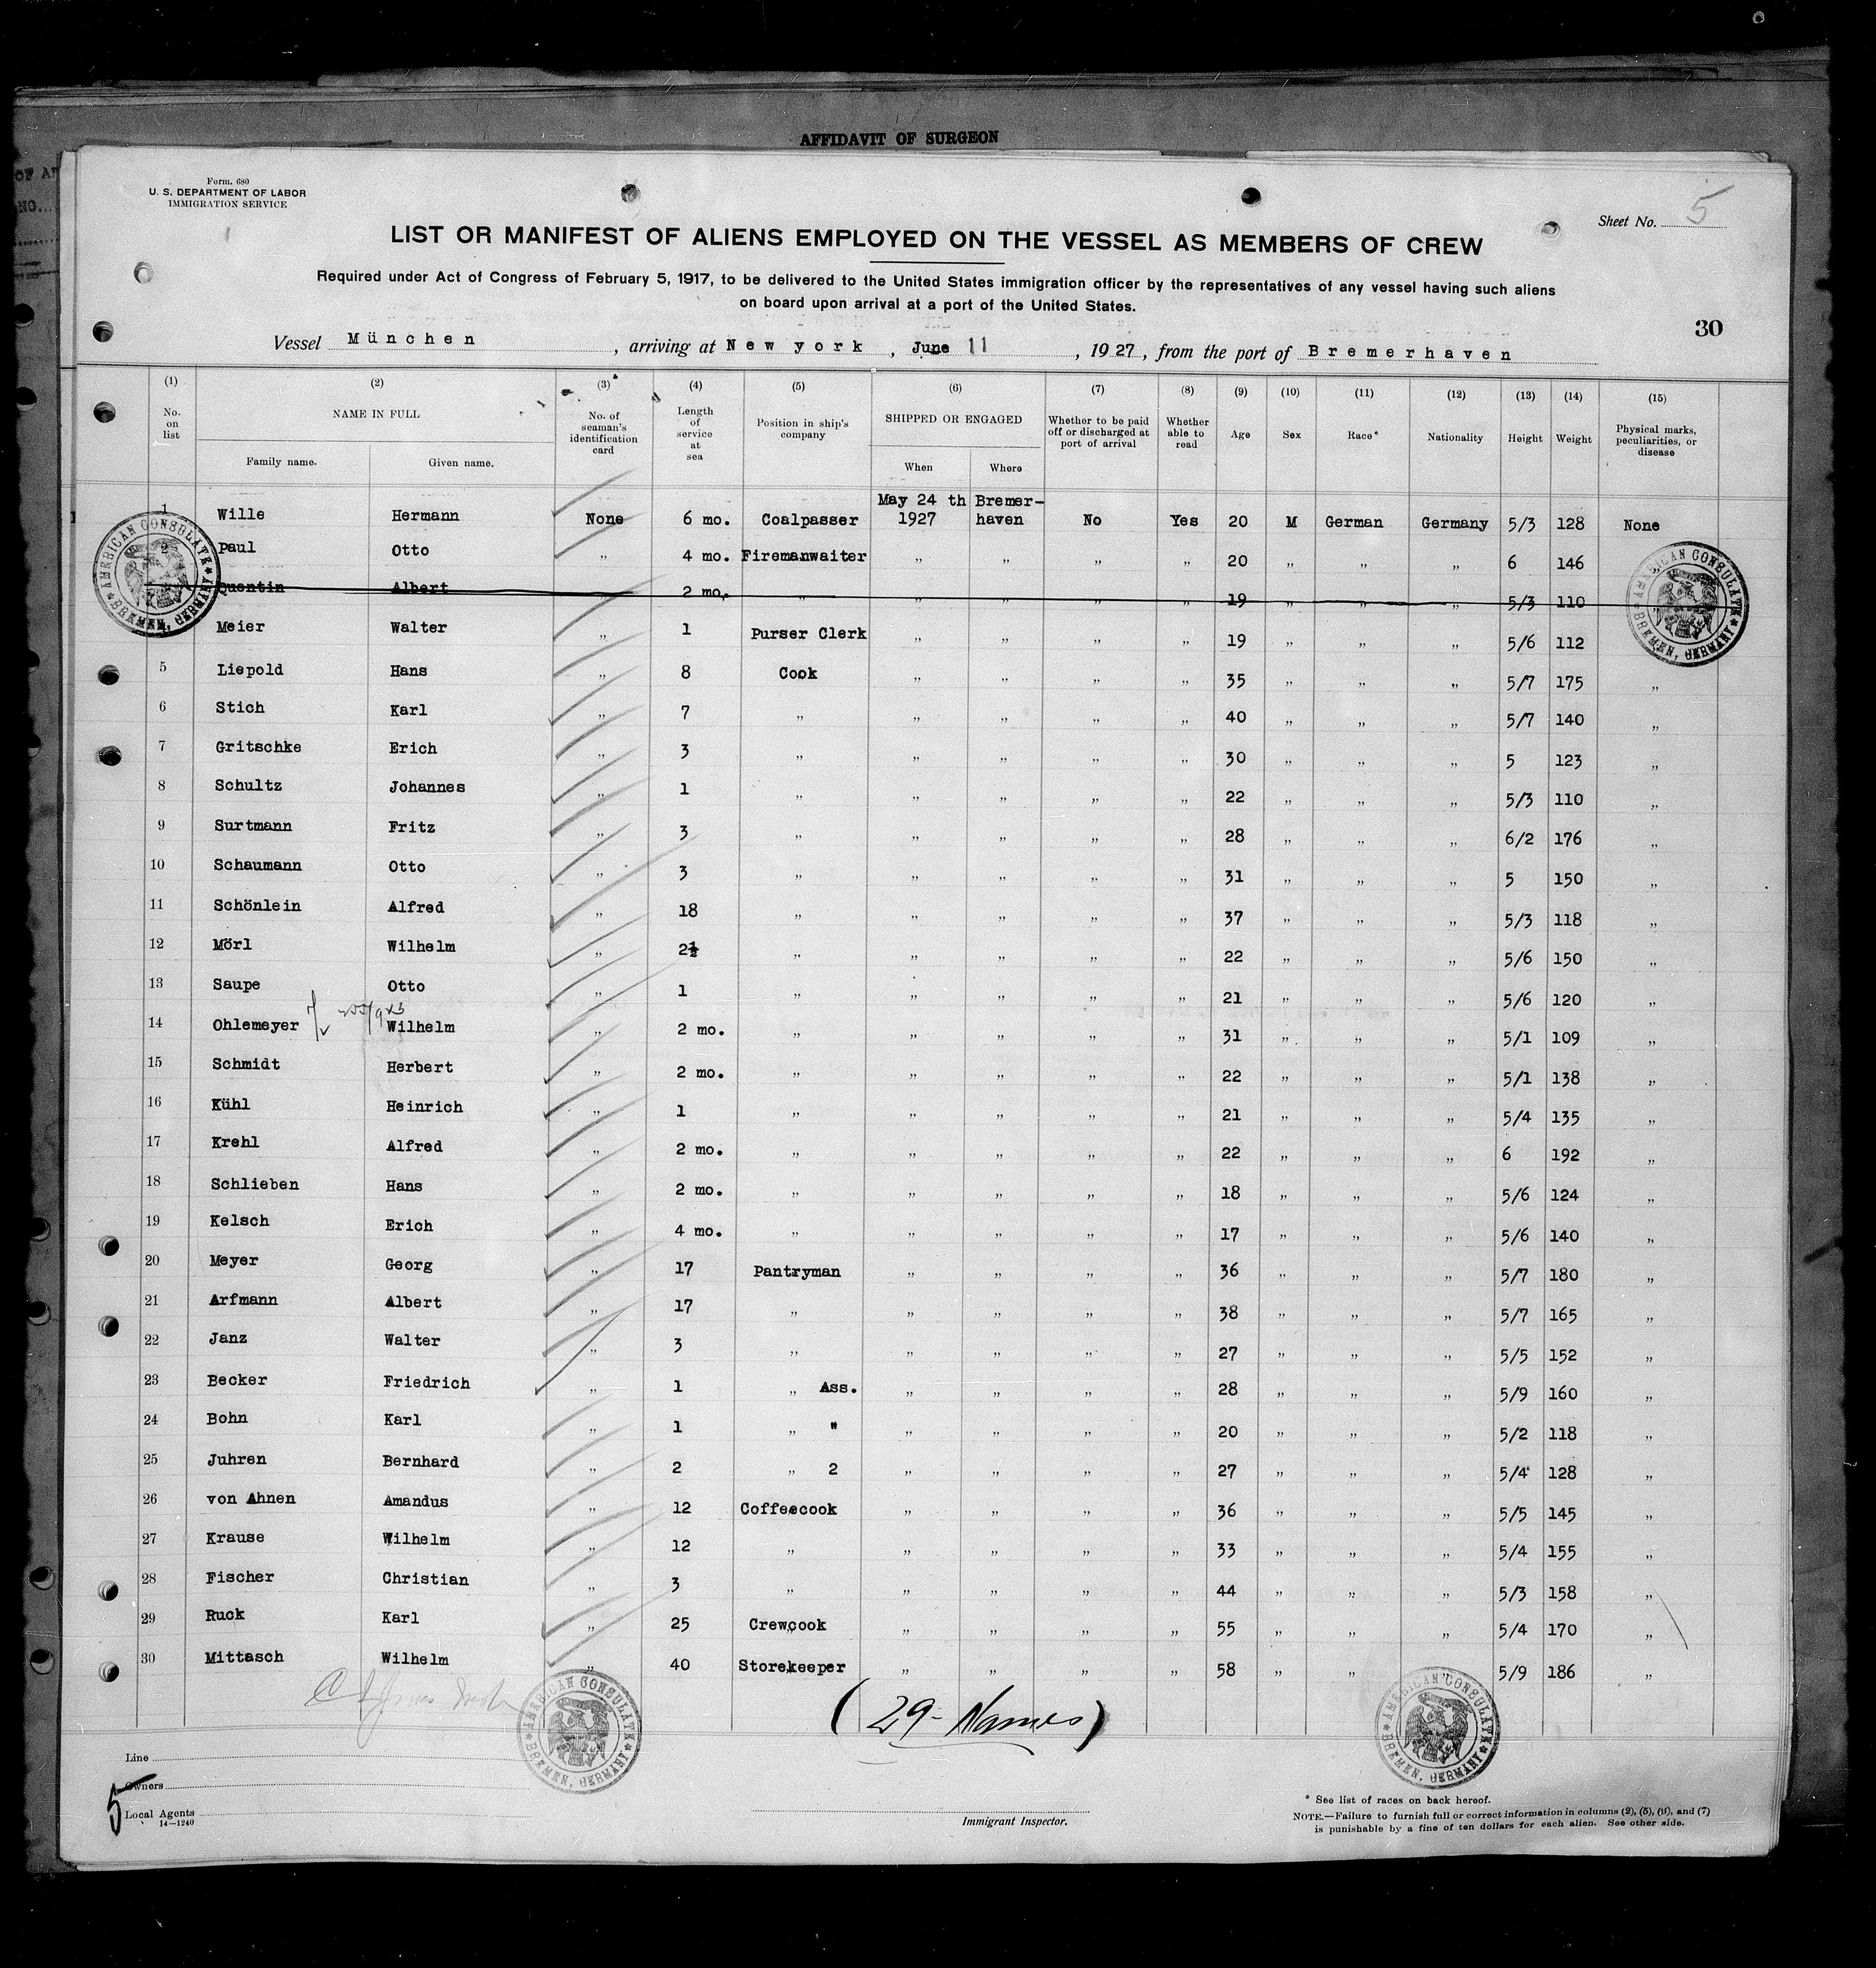 AFFIDAVIT OF SURGEON
Form. 680
U. S. DEPARTMENT OF LABOR
IMMIGRATION SERVICE
Sheet No. 5
LIST OR MANIFEST OF ALIENS EMPLOYED ON THE VESSEL AS MEMBERS OF CREW
Required under Act of Congress of February 5, 1917, to be delivered to the United States immigration officer by the representatives of any vessel having such aliens
on board upon arrival at a port of the United States.
30
Vessel München, arriving at New york, June 11, 1927, from the port of Bremerhaven
(1) (2) (3) (4) (5) (6) (7) (8) (9) (10) (11) (12) (13) (14) (15)
No. on list NAME IN FULL Family name. Given name. No. of seaman's identification card Length of service at sea Position in ship's company SHIPPED OR ENGAGED When Where Whether to be paid off or discharged at port of arrival Whether able to read Age Sex Race* Nationality Height Weight Physical marks, peculiarities, or disease
1 Wille Hermann None 6 mo. Coalpasser May 24 th 1927 Bremer-haven No Yes 20 M German Germany 5/3 128 None
2 Paul Otto „ 4 mo. Firemanwaiter „ „ „ „ 20 „ „ „ 6 146
Quentin Albert 2 mo. „ „ „ „ „ 19 „ „ „ 5/3 110
Meier Walter „ 1 Purser Clerk „ „ „ „ 19 „ „ „ 5/6 112
5 Liepold Hans „ 8 Cook „ „ „ „ 35 „ „ „ 5/7 175 „
6 Stich Karl „ 7 „ „ „ „ „ 40 „ „ „ 5/7 140 „
7 Gritschke Erich „ 3 „ „ „ „ „ 30 „ „ „ 5 123 „
8 Schultz Johannes „ 1 „ „ „ „ „ 22 „ „ „ 5/3 110 „
9 Surtmann Fritz „ 3 „ „ „ „ „ 28 „ „ „ 6/2 176 „
10 Schaumann Otto „ 3 „ „ „ „ „ 31 „ „ „ 5 150 „
11 Schönlein Alfred „ 18 „ „ „ „ „ 37 „ „ „ 5/3 118 „
12 Mörl Wilhelm „ 2½ „ „ „ „ „ 22 „ „ „ 5/6 150 „
13 Saupe Otto „ 1 „ „ „ „ „ 21 „ „ „ 5/6 120 „
14 Ohlemeyer Wilhelm „ 2 mo. „ „ „ „ „ 31 „ „ „ 5/1 109 „
15 Schmidt Herbert „ 2 mo. „ „ „ „ „ 22 „ „ „ 5/1 138 „
16 Kühl Heinrich „ 1 „ „ „ „ „ 21 „ „ „ 5/4 135 „
17 Krehl Alfred „ 2 mo. „ „ „ „ „ 22 „ „ „ 6 192 „
18 Schlieben Hans „ 2 mo. „ „ „ „ „ 18 „ „ „ 5/6 124 „
19 Kelsch Erich „ 4 mo. „ „ „ „ „ 17 „ „ „ 5/6 140 „
20 Meyer Georg „ 17 Pantryman „ „ „ „ 36 „ „ „ 5/7 180 „
21 Arfmann Albert „ 17 „ „ „ „ „ 38 „ „ „ 5/7 165 „
22 Janz Walter „ 3 „ „ „ „ „ 27 „ „ „ 5/5 152 „
23 Becker Friedrich „ 1 „ Ass. „ „ „ „ 28 „ „ „ 5/9 160 „
24 Bohn Karl „ 1 „ " „ „ „ „ 20 „ „ „ 5/2 118 „
25 Juhren Bernhard „ 2 „ 2 „ „ „ „ 27 „ „ „ 5/4 128 „
26 von Ahnen Amandus „ 12 Coffeecook „ „ „ „ 36 „ „ „ 5/5 145 „
27 Krause Wilhelm „ 12 „ „ „ „ „ 33 „ „ „ 5/4 155 „
28 Fischer Christian „ 3 „ „ „ „ „ 44 „ „ „ 5/3 158 „
29 Ruck Karl „ 25 Crewcook „ „ „ „ 55 „ „ „ 5/4 170 „
30 Mittasch Wilhelm „ 40 Storekeeper „ „ „ „ 58 „ „ „ 5/9 186 „
(29- Names)
AMERICAN CONSULATE BREMEN, GERMANY
AMERICAN CONSULATE BREMEN, GERMANY
AMERICAN CONSULATE BREMEN, GERMANY
AMERICAN CONSULATE BREMEN, GERMANY
Line
Owners
5
Local Agents
14—1240
Immigrant Inspector.
* See list of races on back hereof.
NOTE.—Failure to furnish full or correct information in columns (2), (5), (6), and (7)
is punishable by a fine of ten dollars for each alien. See other side.